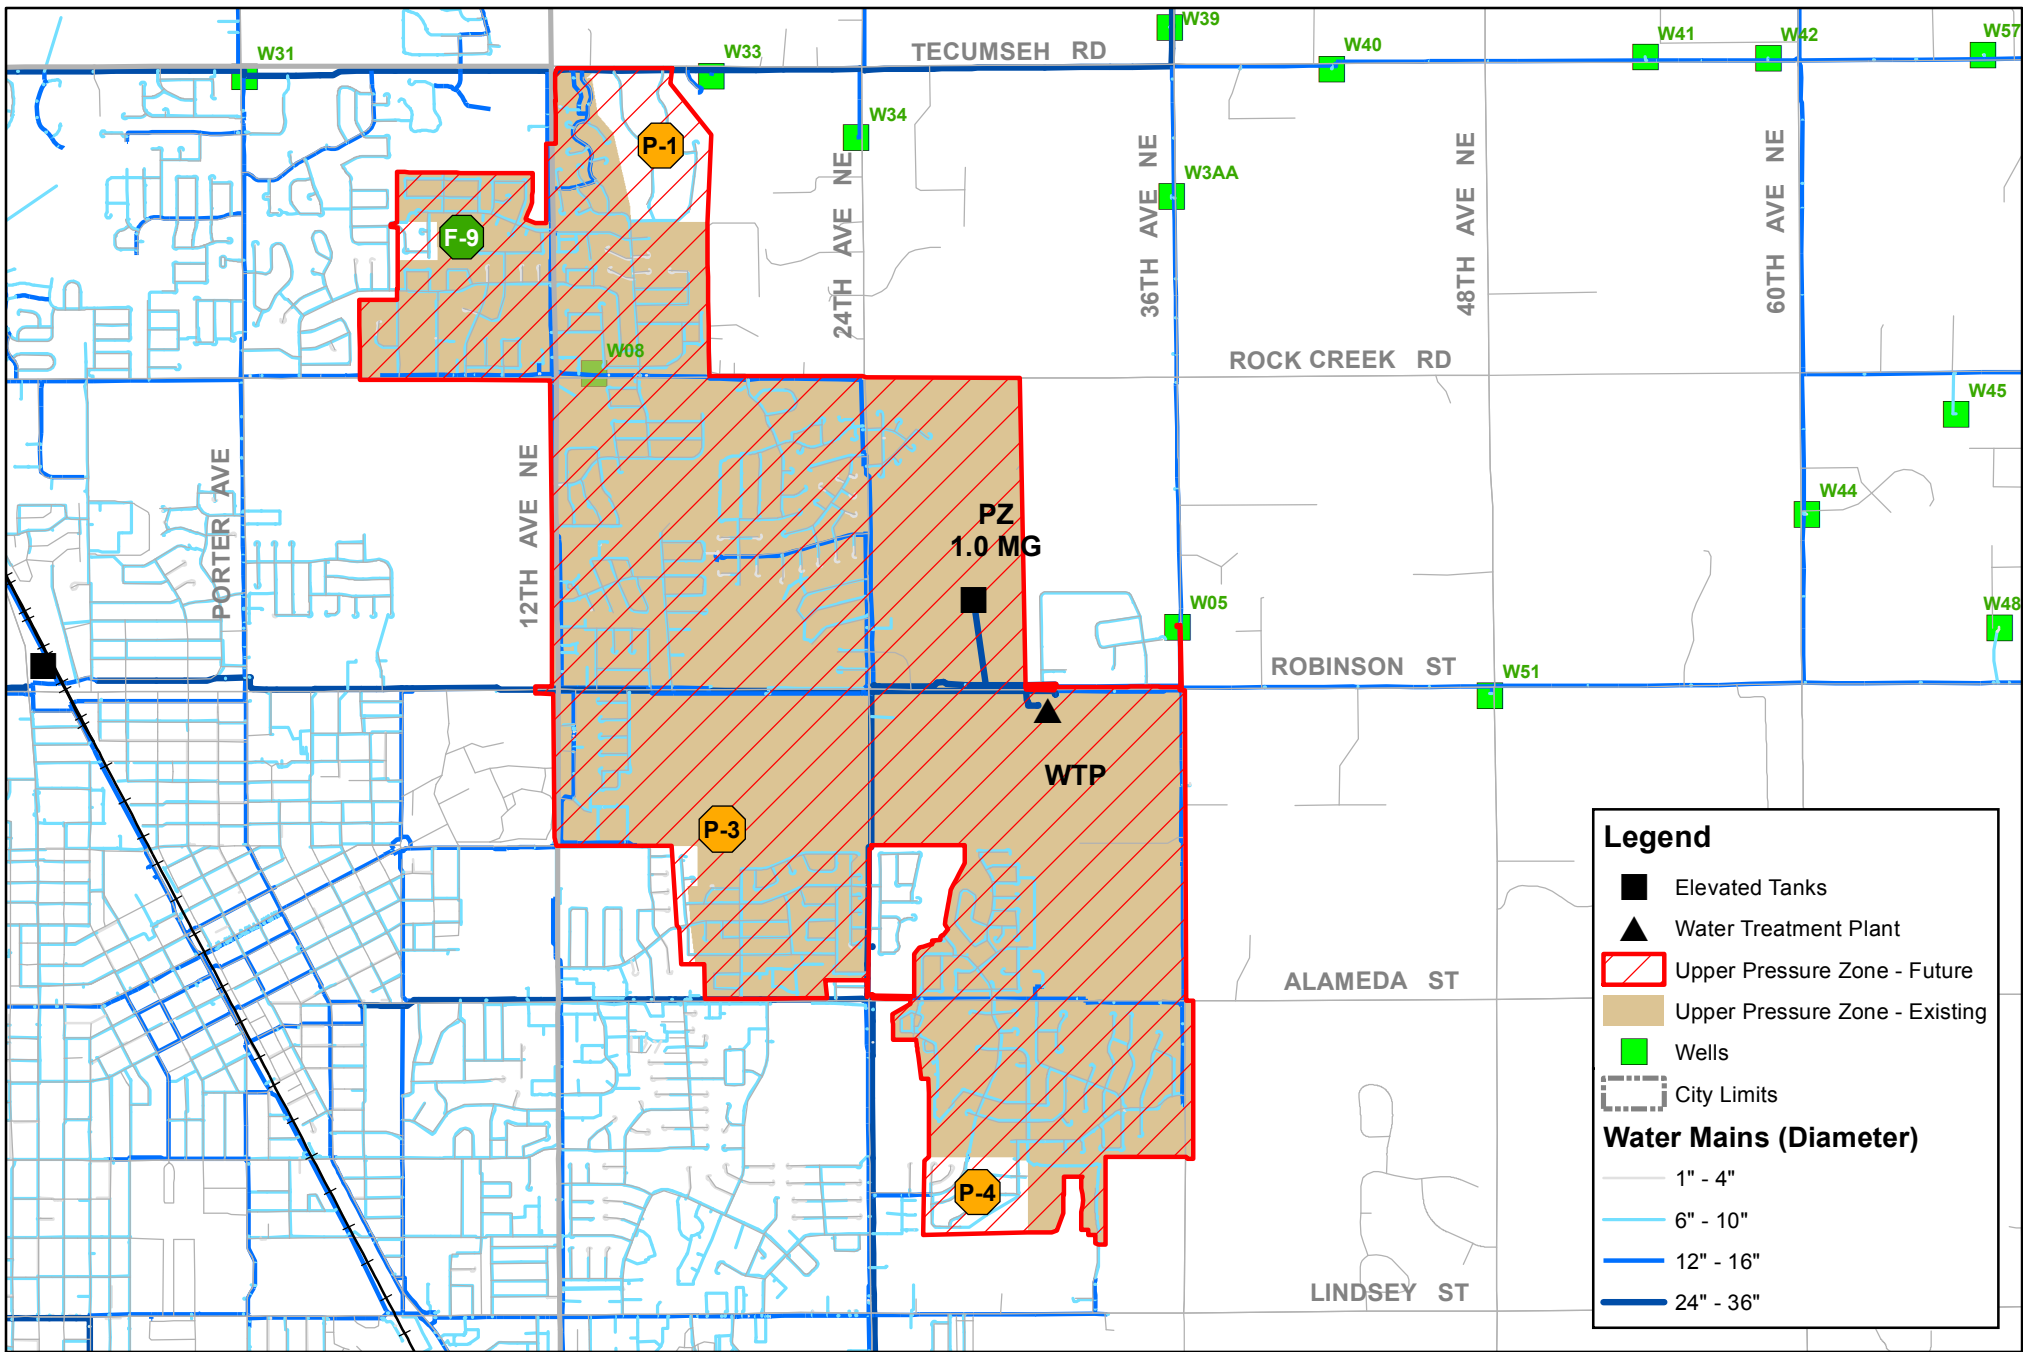 W31
W33
TECUMSEH RD
W39
W40
W41
W42
W57
W34
P-1
24TH AVE NE
36TH AVE NE
W3AA
48TH AVE NE
60TH AVE NE
F-9
W08
ROCK CREEK RD
W45
PORTER AVE
12TH AVE NE
PZ
1.0 MG
W44
W05
W48
ROBINSON ST
W51
WTP
P-3
ALAMEDA ST
P-4
LINDSEY ST
Legend
Elevated Tanks
Water Treatment Plant
Upper Pressure Zone - Future
Upper Pressure Zone - Existing
Wells
City Limits
Water Mains (Diameter)
1" - 4"
6" - 10"
12" - 16"
24" - 36"